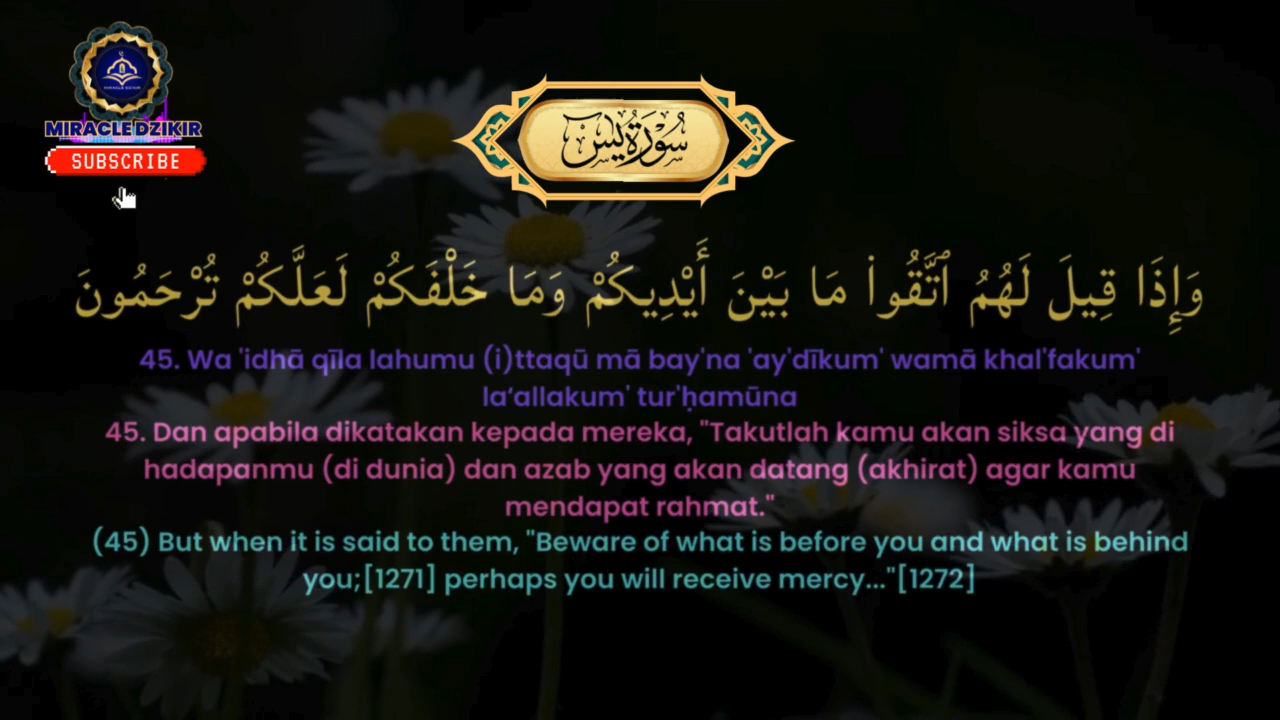 MIRACLE DZIKIR
MIRACLE DZIKIR
SUBSCRIBE
سُورَةُ يس
وَإِذَا قِيلَ لَهُمُ ٱتَّقُوا۟ مَا بَيْنَ أَيْدِيكُمْ وَمَا خَلْفَكُمْ لَعَلَّكُمْ تُرْحَمُونَ
45. Wa 'idhā qīla lahumu (i)ttaqū mā bay'na 'ay'dīkum' wamā khal'fakum'
la‘allakum' tur'ḥamūna
45. Dan apabila dikatakan kepada mereka, "Takutlah kamu akan siksa yang di
hadapanmu (di dunia) dan azab yang akan datang (akhirat) agar kamu
mendapat rahmat."
(45) But when it is said to them, "Beware of what is before you and what is behind
you;[1271] perhaps you will receive mercy..."[1272]